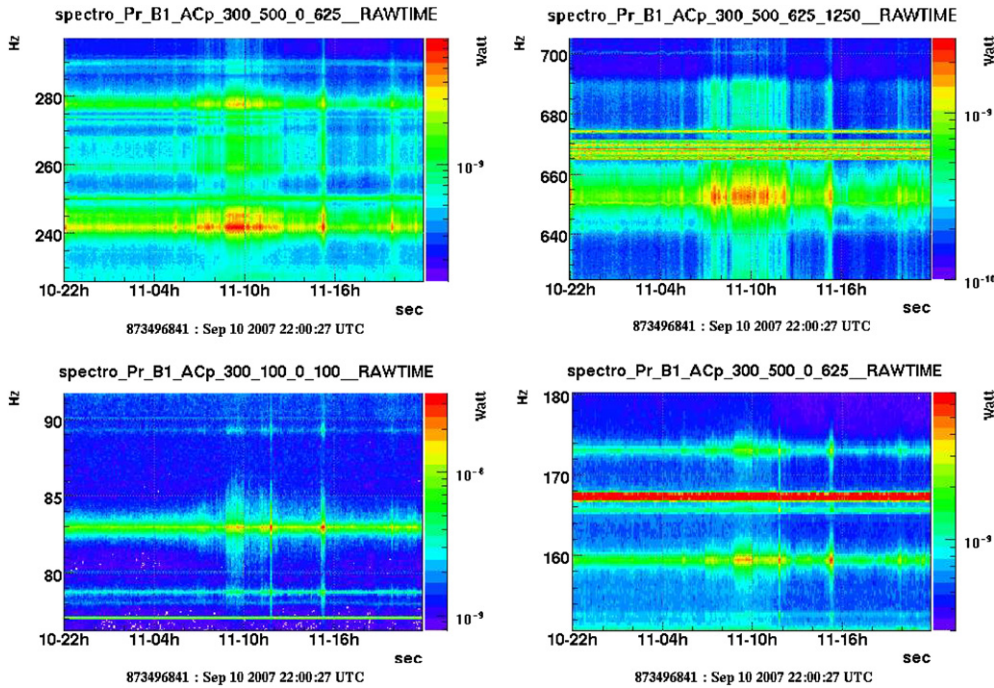 spectro_Pr_B1_ACp_300_500_0_625__RAWTIME
Hz
Watt
280
260
240
10^-9
10-22h 11-04h 11-10h 11-16h
sec
873496841 : Sep 10 2007 22:00:27 UTC
spectro_Pr_B1_ACp_300_500_625_1250__RAWTIME
Hz
Watt
700
680
660
640
10^-9
10^-10
10-22h 11-04h 11-10h 11-16h
sec
873496841 : Sep 10 2007 22:00:27 UTC
spectro_Pr_B1_ACp_300_100_0_100__RAWTIME
Hz
Watt
90
85
80
10^-8
10^-9
10-22h 11-04h 11-10h 11-16h
sec
873496841 : Sep 10 2007 22:00:27 UTC
spectro_Pr_B1_ACp_300_500_0_625__RAWTIME
Hz
Watt
180
170
160
10^-9
10-22h 11-04h 11-10h 11-16h
sec
873496841 : Sep 10 2007 22:00:27 UTC